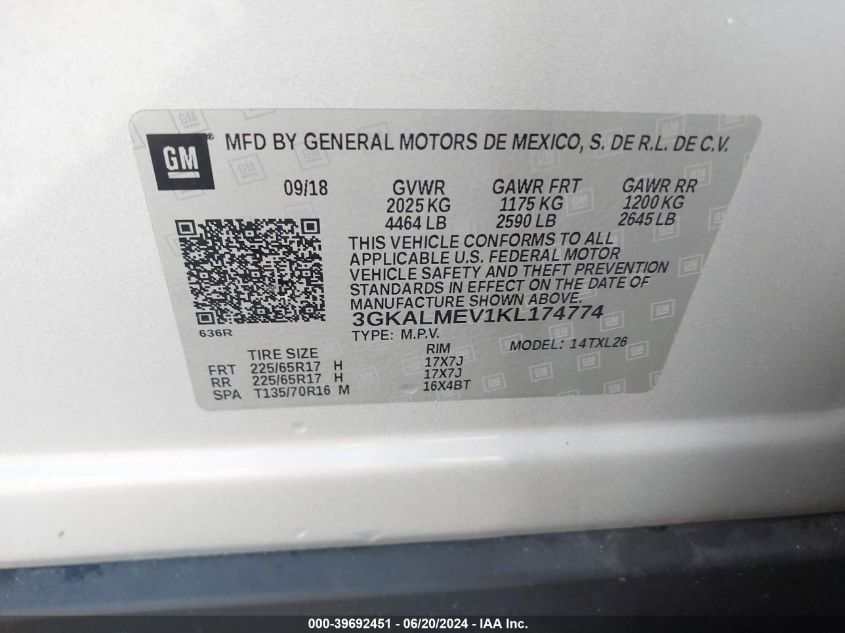 GM
MFD BY GENERAL MOTORS DE MEXICO, S. DE R.L. DE C.V.
09/18 GVWR GAWR FRT GAWR RR
2025 KG 1175 KG 1200 KG
4464 LB 2590 LB 2645 LB
THIS VEHICLE CONFORMS TO ALL
APPLICABLE U.S. FEDERAL MOTOR
VEHICLE SAFETY AND THEFT PREVENTION
STANDARDS IN EFFECT ON THE DATE OF
MANUFACTURE SHOWN ABOVE.
3GKALMEV1KL174774
636R
TYPE: M.P.V. MODEL: 14TXL26
TIRE SIZE RIM
FRT 225/65R17 H 17X7J
RR 225/65R17 H 17X7J
SPA T135/70R16 M 16X4BT
000-39692451 - 06/20/2024 - IAA Inc.